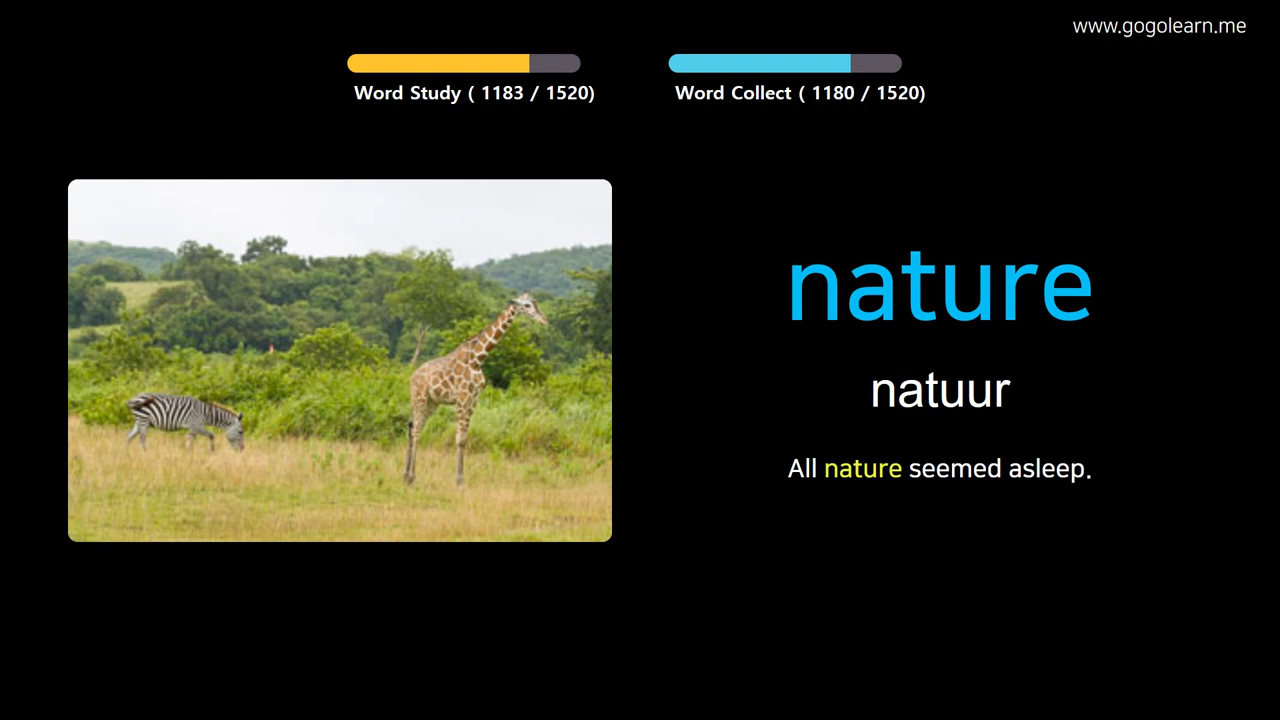 www.gogolearn.me
Word Study ( 1183 / 1520)
Word Collect ( 1180 / 1520)
nature
natuur
All nature seemed asleep.